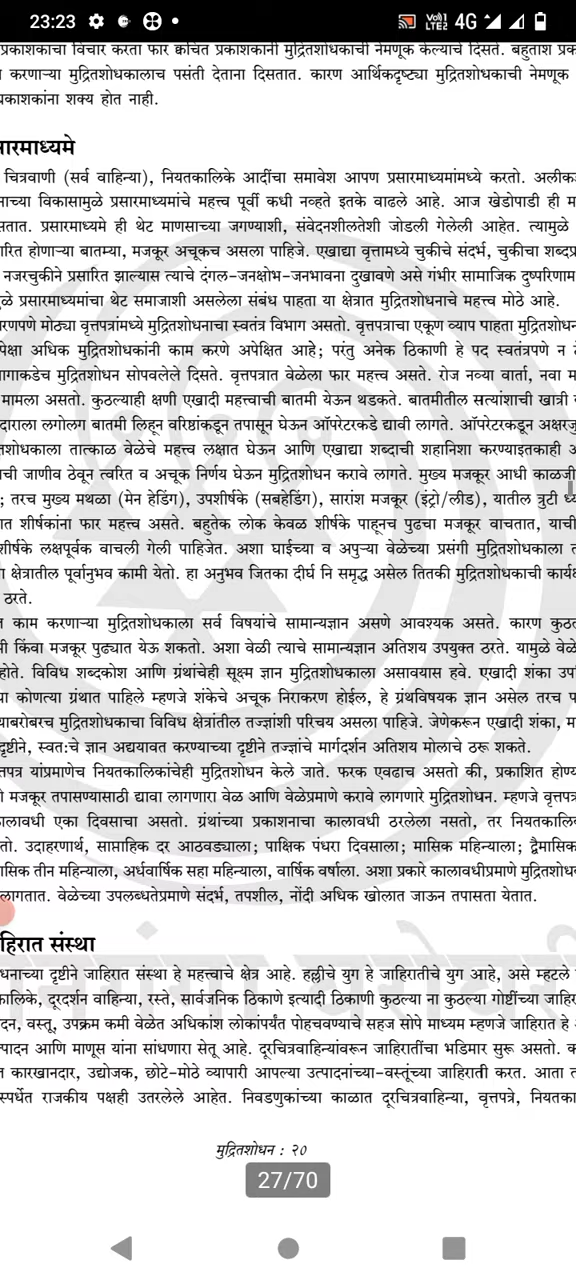 23:23 4G
प्रकाशकाचा विचार करता फार क्वचित प्रकाशकांनी मुद्रितशोधकाची नेमणूक केल्याचे दिसते. बहुतांश प्रक
करणाऱ्या मुद्रितशोधकालाच पसंती देताना दिसतात. कारण आर्थिकदृष्ट्या मुद्रितशोधकाची नेमणूक
प्रकाशकांना शक्य होत नाही.
सारमाध्यमे
चित्रवाणी (सर्व वाहिन्या), नियतकालिके आदींचा समावेश आपण प्रसारमाध्यमांमध्ये करतो. अलीक
नाच्या विकासामुळे प्रसारमाध्यमांचे महत्त्व पूर्वी कधी नव्हते इतके वाढले आहे. आज खेडोपाडी ही म
सतात. प्रसारमाध्यमे ही थेट माणसाच्या जगण्याशी, संवेदनशीलतेशी जोडली गेलेली आहेत. त्यामुळे
ारित होणाऱ्या बातम्या, मजकूर अचूकच असला पाहिजे. एखाद्या वृत्तामध्ये चुकीचे संदर्भ, चुकीचा शब्दप्र
नजरचुकीने प्रसारित झाल्यास त्याचे दंगल-जनक्षोभ-जनभावना दुखावणे असे गंभीर सामाजिक दुष्परिणाम
ुळे प्रसारमाध्यमांचा थेट समाजाशी असलेला संबंध पाहता या क्षेत्रात मुद्रितशोधनाचे महत्त्व मोठे आहे.
ारणपणे मोठ्या वृत्तपत्रांमध्ये मुद्रितशोधनाचा स्वतंत्र विभाग असतो. वृत्तपत्राचा एकूण व्याप पाहता मुद्रितशोधन
पेक्षा अधिक मुद्रितशोधकांनी काम करणे अपेक्षित आहे; परंतु अनेक ठिकाणी हे पद स्वतंत्रपणे न
ागाकडेच मुद्रितशोधन सोपवलेले दिसते. वृत्तपत्रात वेळेला फार महत्त्व असते. रोज नव्या वार्ता, नवा म
मामला असतो. कुठल्याही क्षणी एखादी महत्त्वाची बातमी येऊन थडकते. बातमीतील सत्यांशाची खात्री
दाराला लगोलग बातमी लिहून वरिष्ठांकडून तपासून घेऊन ऑपरेटरकडे द्यावी लागते. ऑपरेटरकडून अक्षरजु
तशोधकाला तात्काळ वेळेचे महत्त्व लक्षात घेऊन आणि एखाद्या शब्दाची शहानिशा करण्याइतकाही अ
ाची जाणीव ठेवून त्वरित व अचूक निर्णय घेऊन मुद्रितशोधन करावे लागते. मुख्य मजकूर आधी काळजी
; तरच मुख्य मथळा (मेन हेडिंग), उपशीर्षके (सबहेडिंग), सारांश मजकूर (इंट्रो/लीड), यातील त्रुटी
ात शीर्षकांना फार महत्त्व असते. बहुतेक लोक केवळ शीर्षके पाहूनच पुढचा मजकूर वाचतात, याची
शीर्षके लक्षपूर्वक वाचली गेली पाहिजेत. अशा घाईच्या व अपुऱ्या वेळेच्या प्रसंगी मुद्रितशोधकाला त
ा क्षेत्रातील पूर्वानुभव कामी येतो. हा अनुभव जितका दीर्घ नि समृद्ध असेल तितकी मुद्रितशोधकाची कार्यक्ष
ठरते.
त काम करणाऱ्या मुद्रितशोधकाला सर्व विषयांचे सामान्यज्ञान असणे आवश्यक असते. कारण कुठल
ी किंवा मजकूर पुढ्यात येऊ शकतो. अशा वेळी त्याचे सामान्यज्ञान अतिशय उपयुक्त ठरते. यामुळे वेळे
होते. विविध शब्दकोश आणि ग्रंथांचेही सूक्ष्म ज्ञान मुद्रितशोधकाला असावयास हवे. एखादी शंका उप
या कोणत्या ग्रंथात पाहिले म्हणजे शंकेचे अचूक निराकरण होईल, हे ग्रंथविषयक ज्ञान असेल तरच प
याबरोबरच मुद्रितशोधकाचा विविध क्षेत्रांतील तज्ज्ञांशी परिचय असला पाहिजे. जेणेकरून एखादी शंका, मा
दृष्टीने, स्वत:चे ज्ञान अद्ययावत करण्याच्या दृष्टीने तज्ज्ञांचे मार्गदर्शन अतिशय मोलाचे ठरू शकते.
तपत्र यांप्रमाणेच नियतकालिकांचेही मुद्रितशोधन केले जाते. फरक एवढाच असतो की, प्रकाशित होण्य
ो मजकूर तपासण्यासाठी द्यावा लागणारा वेळ आणि वेळेप्रमाणे करावे लागणारे मुद्रितशोधन. म्हणजे वृत्तपत्र
कालावधी एका दिवसाचा असतो. ग्रंथांच्या प्रकाशनाचा कालावधी ठरलेला नसतो, तर नियतकालि
तो. उदाहरणार्थ, साप्ताहिक दर आठवड्याला; पाक्षिक पंधरा दिवसाला; मासिक महिन्याला; द्वैमासिक
ासिक तीन महिन्याला, अर्धवार्षिक सहा महिन्याला, वार्षिक वर्षाला. अशा प्रकारे कालावधीप्रमाणे मुद्रितशोध
लागतात. वेळेच्या उपलब्धतेप्रमाणे संदर्भ, तपशील, नोंदी अधिक खोलात जाऊन तपासता येतात.
हिरात संस्था
धनाच्या दृष्टीने जाहिरात संस्था हे महत्त्वाचे क्षेत्र आहे. हल्लीचे युग हे जाहिरातीचे युग आहे, असे म्हटले
कालिके, दूरदर्शन वाहिन्या, रस्ते, सार्वजनिक ठिकाणे इत्यादी ठिकाणी कुठल्या ना कुठल्या गोष्टींच्या जाहिर
दन, वस्तू, उपक्रम कमी वेळेत अधिकांश लोकांपर्यंत पोहचवण्याचे सहज सोपे माध्यम म्हणजे जाहिरात हे
त्पादन आणि माणूस यांना सांधणारा सेतू आहे. दूरचित्रवाहिन्यांवरून जाहिरातींचा भडिमार सुरू असतो. क
त कारखानदार, उद्योजक, छोटे-मोठे व्यापारी आपल्या उत्पादनांच्या-वस्तूंच्या जाहिराती करत. आता त
स्पर्धेत राजकीय पक्षही उतरलेले आहेत. निवडणुकांच्या काळात दूरचित्रवाहिन्या, वृत्तपत्रे, नियतका
मुद्रितशोधन : २०
27/70